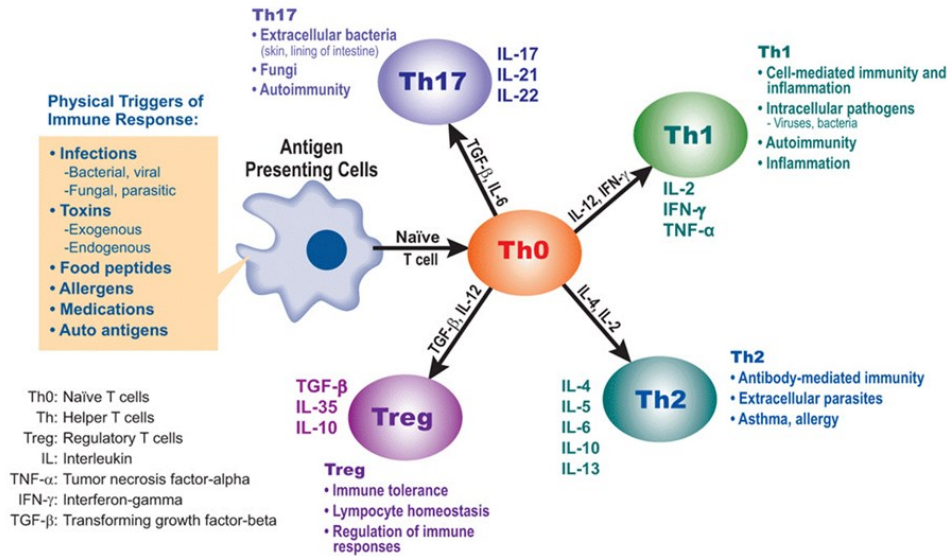 Th17
• Extracellular bacteria
(skin, lining of intestine)
• Fungi
• Autoimmunity
Th17
IL-17
IL-21
IL-22
Th1
• Cell-mediated immunity and
inflammation
• Intracellular pathogens
- Viruses, bacteria
• Autoimmunity
• Inflammation
Th1
IL-2
IFN-γ
TNF-α
Physical Triggers of
Immune Response:
• Infections
-Bacterial, viral
-Fungal, parasitic
• Toxins
-Exogenous
-Endogenous
• Food peptides
• Allergens
• Medications
• Auto antigens
Antigen
Presenting Cells
Naïve
T cell
Th0
TGF-β, IL-6
IL-12, IFN-γ
TGF-β, IL-12
IL-4, IL-2
TGF-β
IL-35
IL-10
Treg
Treg
• Immune tolerance
• Lympocyte homeostasis
• Regulation of immune
responses
IL-4
IL-5
IL-6
IL-10
IL-13
Th2
Th2
• Antibody-mediated immunity
• Extracellular parasites
• Asthma, allergy
Th0: Naïve T cells
Th: Helper T cells
Treg: Regulatory T cells
IL: Interleukin
TNF-α: Tumor necrosis factor-alpha
IFN-γ: Interferon-gamma
TGF-β: Transforming growth factor-beta